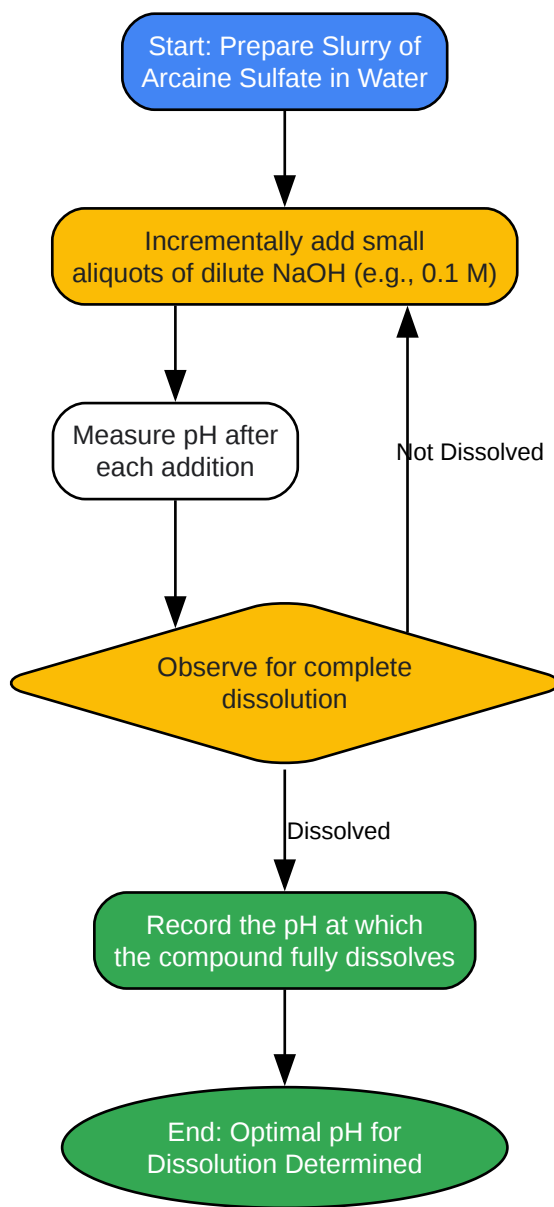 Start: Prepare Slurry of
Arcaine Sulfate in Water
Incrementally add small
aliquots of dilute NaOH (e.g., 0.1 M)
Measure pH after
each addition
Not Dissolved
Observe for complete
dissolution
Dissolved
Record the pH at which
the compound fully dissolves
End: Optimal pH for
Dissolution Determined